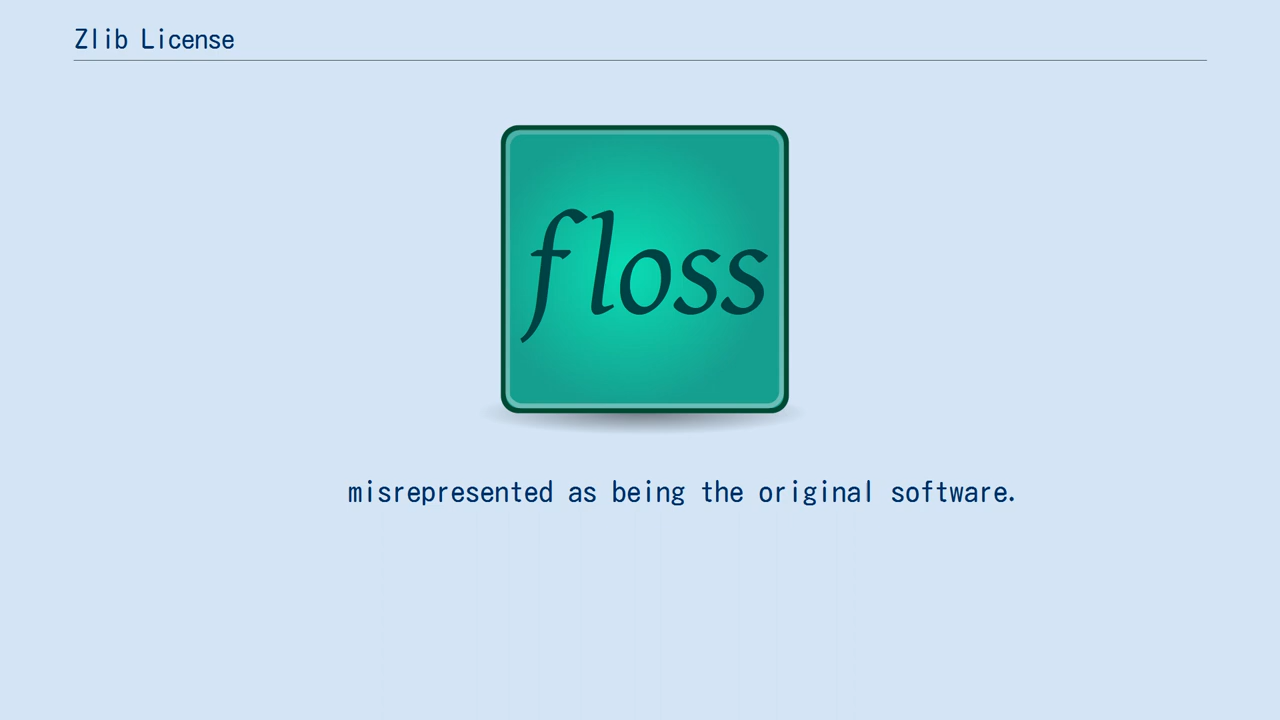 Zlib License
floss
misrepresented as being the original software.